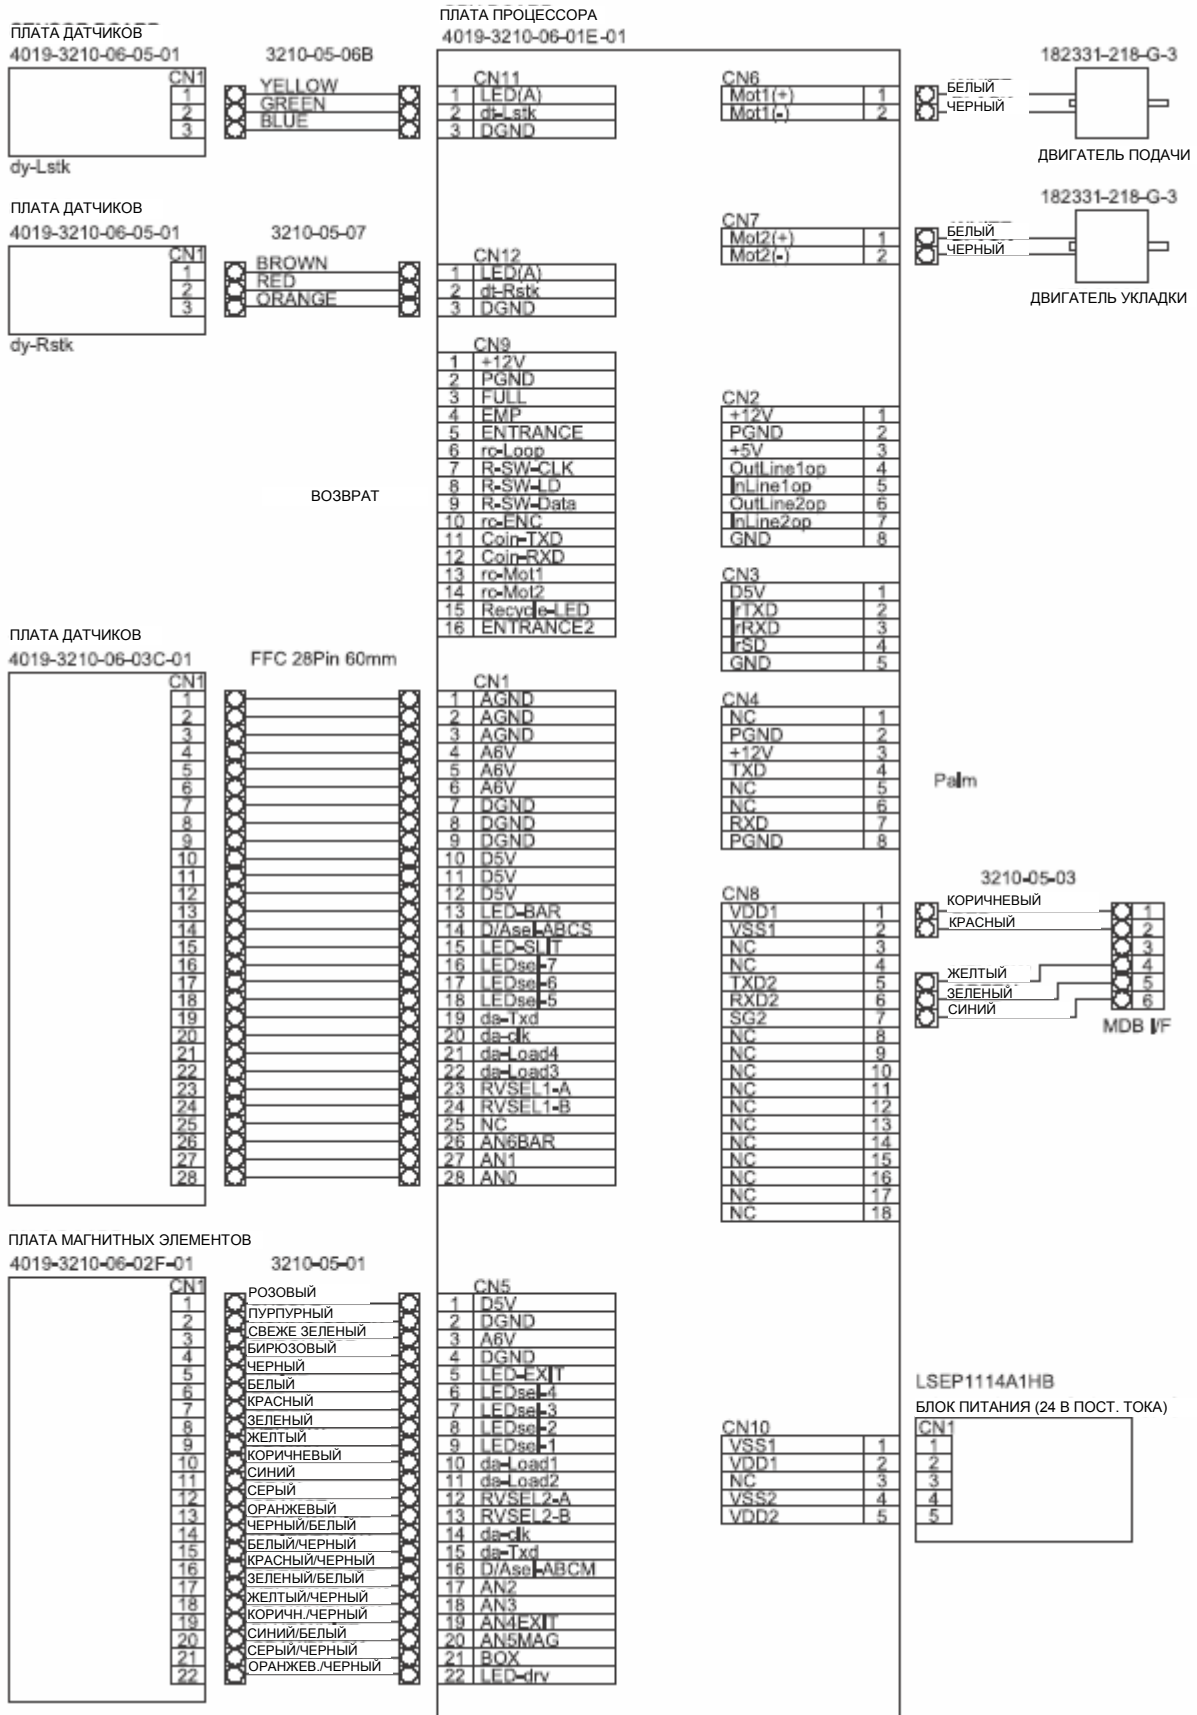 ПЛАТА ПРОЦЕССОРА
4019-3210-06-01E-01
ПЛАТА ДАТЧИКОВ
4019-3210-06-05-01
CN1
1
2
3
dy-Lstk
3210-05-06B
YELLOW
GREEN
BLUE
CN11
1 LED(A)
2 dt-Lstk
3 DGND
CN6
Mot1(+) 1
Mot1(-) 2
182331-218-G-3
БЕЛЫЙ
ЧЕРНЫЙ
ДВИГАТЕЛЬ ПОДАЧИ
ПЛАТА ДАТЧИКОВ
4019-3210-06-05-01
CN1
1
2
3
dy-Rstk
3210-05-07
BROWN
RED
ORANGE
CN12
1 LED(A)
2 dt-Rstk
3 DGND
CN7
Mot2(+) 1
Mot2(-) 2
182331-218-G-3
БЕЛЫЙ
ЧЕРНЫЙ
ДВИГАТЕЛЬ УКЛАДКИ
ВОЗВРАТ
CN9
1 +12V
2 PGND
3 FULL
4 EMP
5 ENTRANCE
6 rc-Loop
7 R-SW-CLK
8 R-SW-LD
9 R-SW-Data
10 rc-ENC
11 Coin-TXD
12 Coin-RXD
13 rc-Mot1
14 rc-Mot2
15 Recycle-LED
16 ENTRANCE2
CN2
+12V 1
PGND 2
+5V 3
OutLine1op 4
InLine1op 5
OutLine2op 6
InLine2op 7
GND 8
CN3
D5V 1
IrTXD 2
IrRXD 3
IrSD 4
GND 5
ПЛАТА ДАТЧИКОВ
4019-3210-06-03C-01
CN1
1
2
3
4
5
6
7
8
9
10
11
12
13
14
15
16
17
18
19
20
21
22
23
24
25
26
27
28
FFC 28Pin 60mm
CN1
1 AGND
2 AGND
3 AGND
4 A6V
5 A6V
6 A6V
7 DGND
8 DGND
9 DGND
10 D5V
11 D5V
12 D5V
13 LED-BAR
14 D/Asel-ABCS
15 LED-SLIT
16 LEDsel-7
17 LEDsel-6
18 LEDsel-5
19 da-Txd
20 da-clk
21 da-Load4
22 da-Load3
23 RVSEL1-A
24 RVSEL1-B
25 NC
26 AN6BAR
27 AN1
28 AN0
CN4
NC 1
PGND 2
+12V 3
TXD 4
NC 5
NC 6
RXD 7
PGND 8
Palm
CN8
VDD1 1
VSS1 2
NC 3
NC 4
TXD2 5
RXD2 6
SG2 7
NC 8
NC 9
NC 10
NC 11
NC 12
NC 13
NC 14
NC 15
NC 16
NC 17
NC 18
3210-05-03
КОРИЧНЕВЫЙ
КРАСНЫЙ
ЖЕЛТЫЙ
ЗЕЛЕНЫЙ
СИНИЙ
1
2
3
4
5
6
MDB I/F
ПЛАТА МАГНИТНЫХ ЭЛЕМЕНТОВ
4019-3210-06-02F-01
CN1
1
2
3
4
5
6
7
8
9
10
11
12
13
14
15
16
17
18
19
20
21
22
3210-05-01
РОЗОВЫЙ
ПУРПУРНЫЙ
СВЕЖЕ ЗЕЛЕНЫЙ
БИРЮЗОВЫЙ
ЧЕРНЫЙ
БЕЛЫЙ
КРАСНЫЙ
ЗЕЛЕНЫЙ
ЖЕЛТЫЙ
КОРИЧНЕВЫЙ
СИНИЙ
СЕРЫЙ
ОРАНЖЕВЫЙ
ЧЕРНЫЙ/БЕЛЫЙ
БЕЛЫЙ/ЧЕРНЫЙ
КРАСНЫЙ/ЧЕРНЫЙ
ЗЕЛЕНЫЙ/БЕЛЫЙ
ЖЕЛТЫЙ/ЧЕРНЫЙ
КОРИЧН./ЧЕРНЫЙ
СИНИЙ/БЕЛЫЙ
СЕРЫЙ/ЧЕРНЫЙ
ОРАНЖЕВ./ЧЕРНЫЙ
CN5
1 D5V
2 DGND
3 A6V
4 DGND
5 LED-EXIT
6 LEDsel-4
7 LEDsel-3
8 LEDsel-2
9 LEDsel-1
10 da-Load1
11 da-Load2
12 RVSEL2-A
13 RVSEL2-B
14 da-clk
15 da-Txd
16 D/Asel-ABCM
17 AN2
18 AN3
19 AN4EXIT
20 AN5MAG
21 BOX
22 LED-drv
CN10
VSS1 1
VDD1 2
NC 3
VSS2 4
VDD2 5
LSEP1114A1HB
БЛОК ПИТАНИЯ (24 В ПОСТ. ТОКА)
CN1
1
2
3
4
5